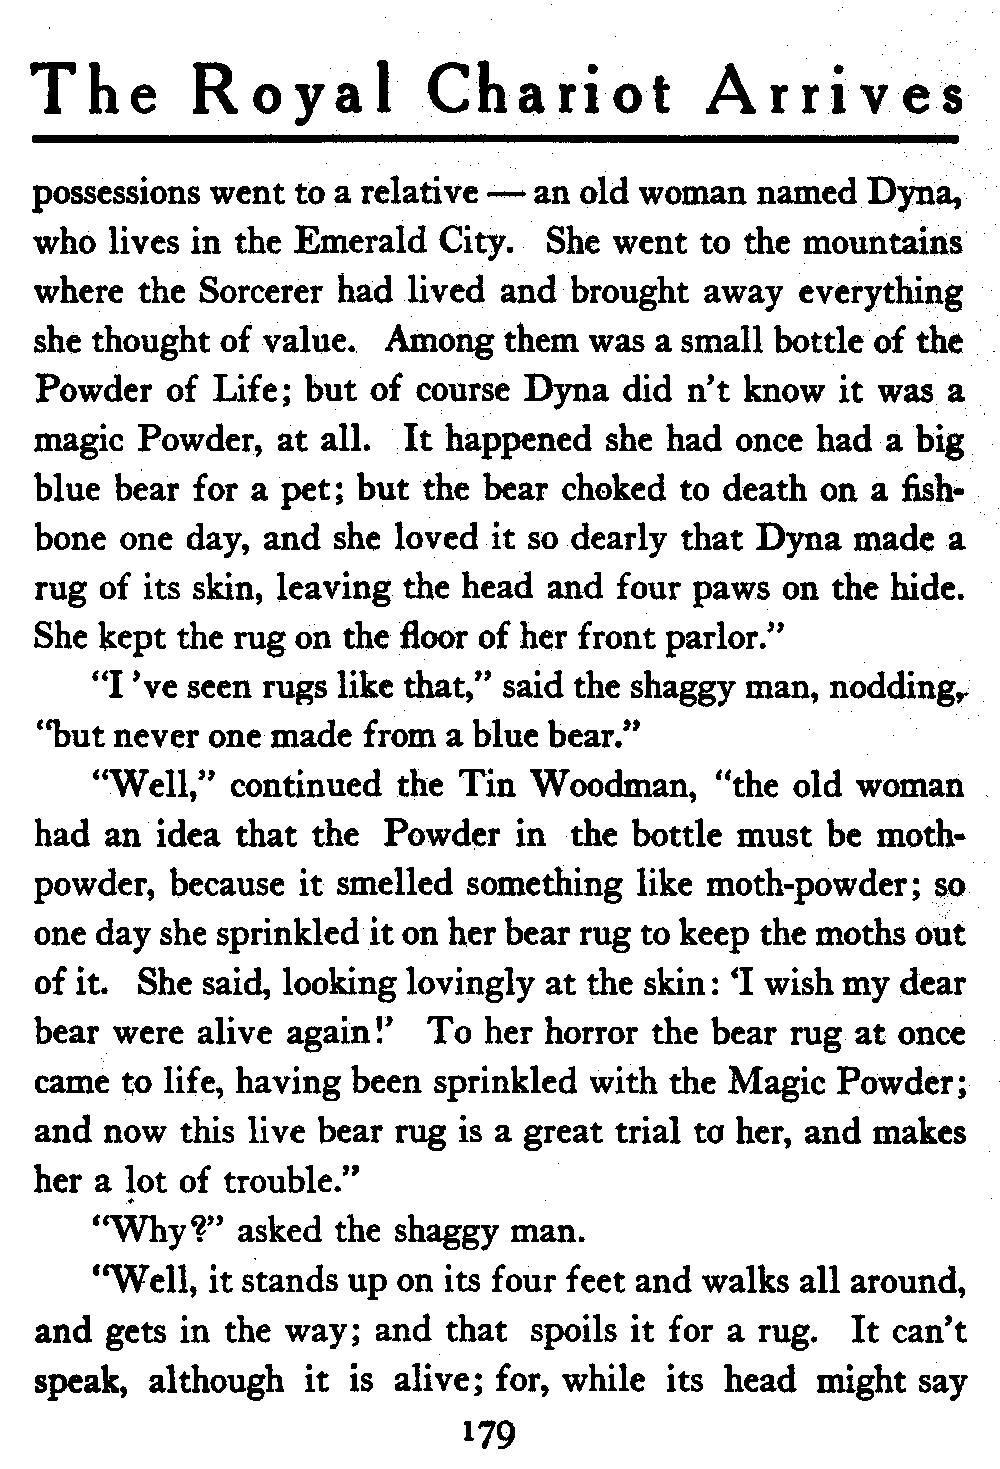 The Royal Chariot Arrives
possessions went to a relative — an old woman named Dyna,
who lives in the Emerald City. She went to the mountains
where the Sorcerer had lived and brought away everything
she thought of value. Among them was a small bottle of the
Powder of Life; but of course Dyna did n't know it was a
magic Powder, at all. It happened she had once had a big
blue bear for a pet; but the bear choked to death on a fish-
bone one day, and she loved it so dearly that Dyna made a
rug of its skin, leaving the head and four paws on the hide.
She kept the rug on the floor of her front parlor."
"I 've seen rugs like that," said the shaggy man, nodding,
"but never one made from a blue bear."
"Well," continued the Tin Woodman, "the old woman
had an idea that the Powder in the bottle must be moth-
powder, because it smelled something like moth-powder; so
one day she sprinkled it on her bear rug to keep the moths out
of it. She said, looking lovingly at the skin: 'I wish my dear
bear were alive again!' To her horror the bear rug at once
came to life, having been sprinkled with the Magic Powder;
and now this live bear rug is a great trial to her, and makes
her a lot of trouble."
"Why?" asked the shaggy man.
"Well, it stands up on its four feet and walks all around,
and gets in the way; and that spoils it for a rug. It can't
speak, although it is alive; for, while its head might say
179